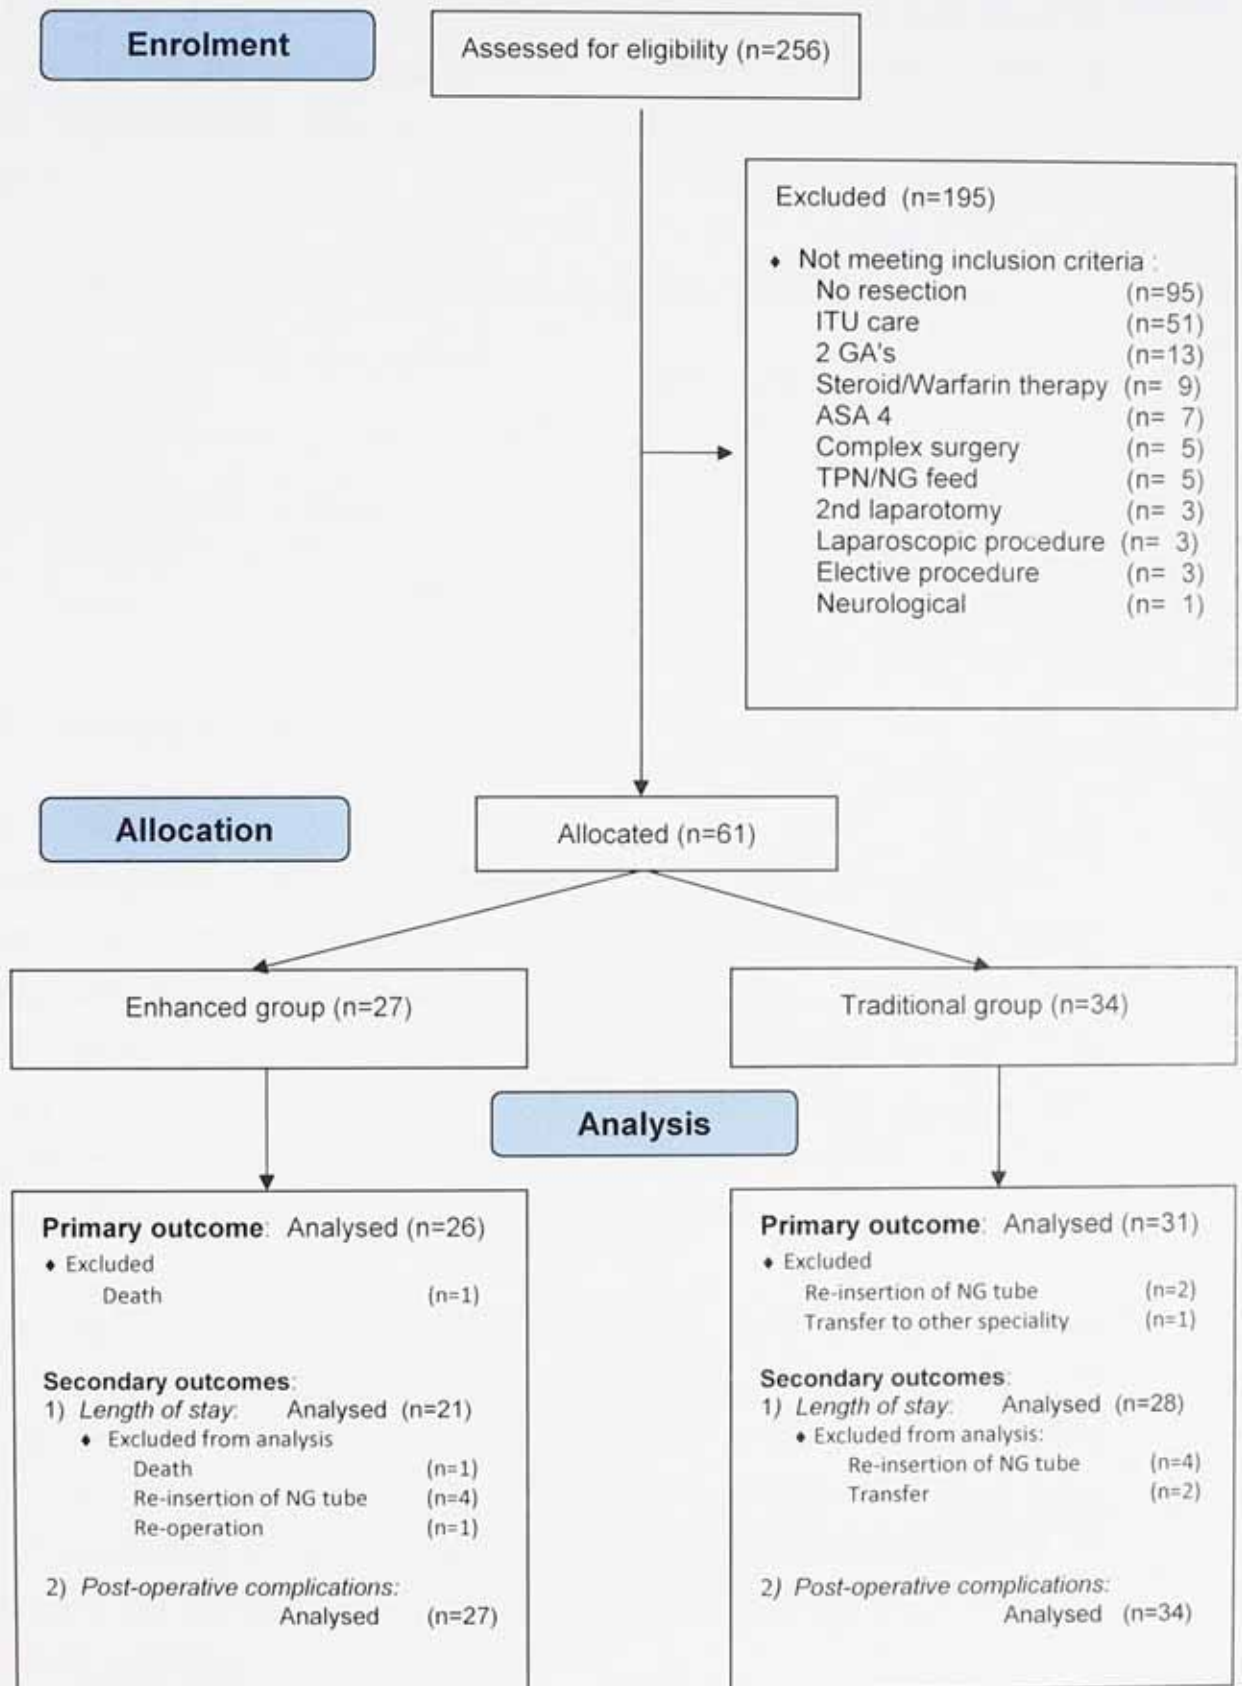 Enrolment
Assessed for eligibility (n=256)
Excluded (n=195)
♦ Not meeting inclusion criteria :
No resection (n=95)
ITU care (n=51)
2 GA's (n=13)
Steroid/Warfarin therapy (n= 9)
ASA 4 (n= 7)
Complex surgery (n= 5)
TPN/NG feed (n= 5)
2nd laparotomy (n= 3)
Laparoscopic procedure (n= 3)
Elective procedure (n= 3)
Neurological (n= 1)
Allocation
Allocated (n=61)
Enhanced group (n=27)
Traditional group (n=34)
Analysis
Primary outcome: Analysed (n=26)
♦ Excluded
Death (n=1)
Secondary outcomes:
1) Length of stay: Analysed (n=21)
♦ Excluded from analysis
Death (n=1)
Re-insertion of NG tube (n=4)
Re-operation (n=1)
2) Post-operative complications:
Analysed (n=27)
Primary outcome: Analysed (n=31)
♦ Excluded
Re-insertion of NG tube (n=2)
Transfer to other speciality (n=1)
Secondary outcomes:
1) Length of stay: Analysed (n=28)
♦ Excluded from analysis:
Re-insertion of NG tube (n=4)
Transfer (n=2)
2) Post-operative complications:
Analysed (n=34)